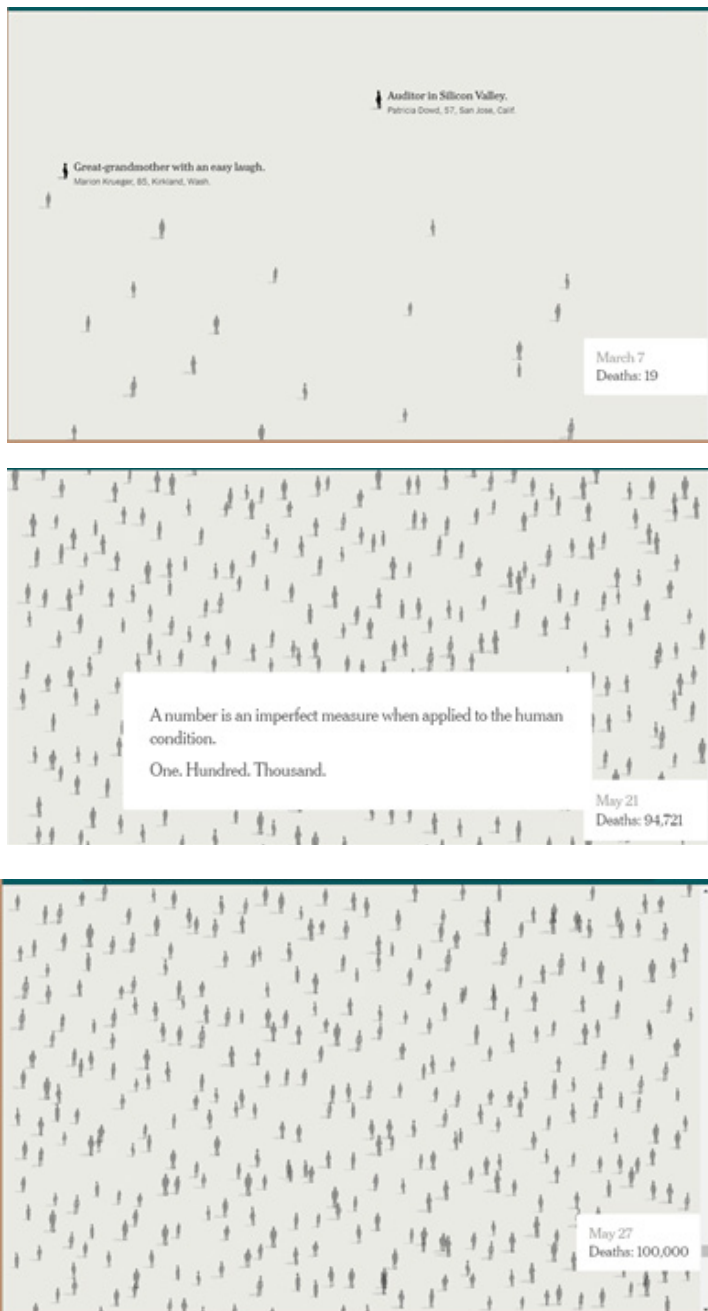 Auditor in Silicon Valley.
Patricia Dowd, 57, San Jose, Calif.
Great-grandmother with an easy laugh.
Marion Krueger, 85, Kirkland, Wash.
March 7
Deaths: 19
A number is an imperfect measure when applied to the human
condition.
One. Hundred. Thousand.
May 21
Deaths: 94,721
May 27
Deaths: 100,000